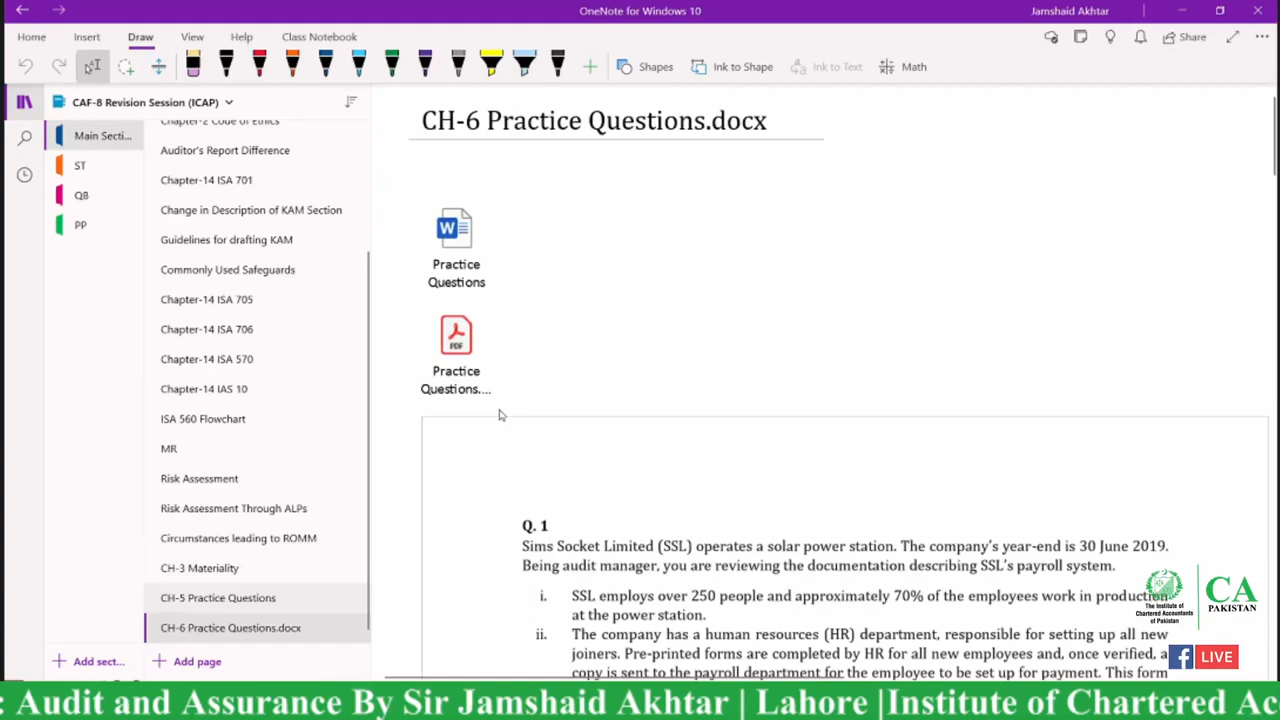 OneNote for Windows 10
Jamshaid Akhtar
Home Insert Draw View Help Class Notebook
Share
Shapes Ink to Shape Ink to Text Math
CAF-8 Revision Session (ICAP)
Main Secti...
ST
QB
PP
Chapter-2 Code of Ethics
Auditor's Report Difference
Chapter-14 ISA 701
Change in Description of KAM Section
Guidelines for drafting KAM
Commonly Used Safeguards
Chapter-14 ISA 705
Chapter-14 ISA 706
Chapter-14 ISA 570
Chapter-14 IAS 10
ISA 560 Flowchart
MR
Risk Assessment
Risk Assessment Through ALPs
Circumstances leading to ROMM
CH-3 Materiality
CH-5 Practice Questions
CH-6 Practice Questions.docx
Add sect...
Add page
CH-6 Practice Questions.docx
W
Practice
Questions
PDF
Practice
Questions....
Q. 1
Sims Socket Limited (SSL) operates a solar power station. The company's year-end is 30 June 2019.
Being audit manager, you are reviewing the documentation describing SSL's payroll system.
i. SSL employs over 250 people and approximately 70% of the employees work in production
at the power station.
ii. The company has a human resources (HR) department, responsible for setting up all new
joiners. Pre-printed forms are completed by HR for all new employees and, once verified, a
copy is sent to the payroll department for the employee to be set up for payment. This form
The Institute of
Chartered Accountants
of Pakistan
CA
PAKISTAN
f LIVE
: Audit and Assurance By Sir Jamshaid Akhtar | Lahore |Institute of Chartered Ac